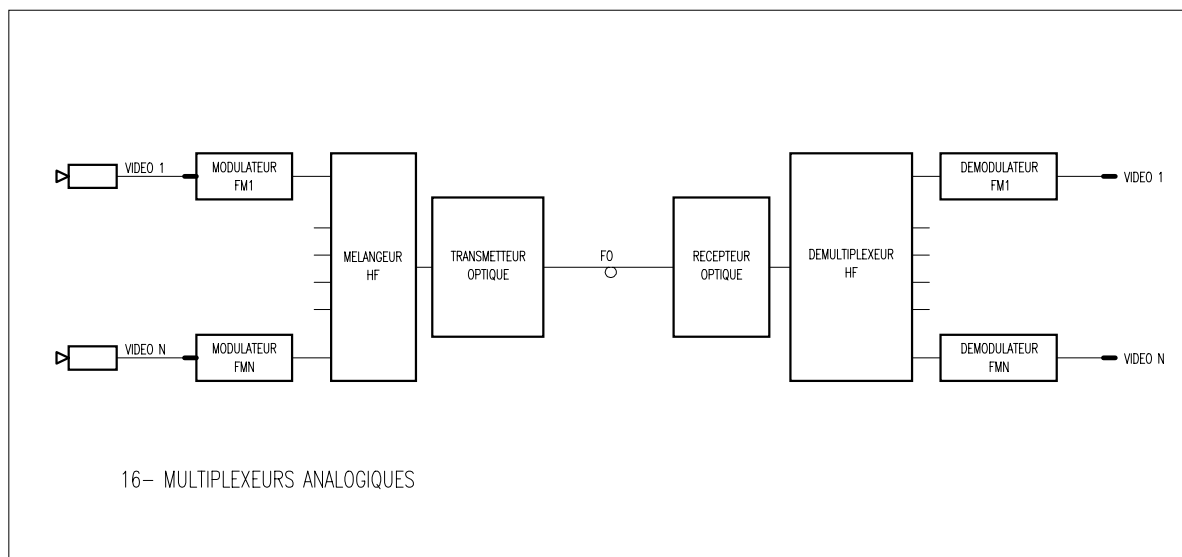 VIDEO 1
MODULATEUR
FM1
MELANGEUR
HF
TRANSMETTEUR
OPTIQUE
FO
RECEPTEUR
OPTIQUE
DEMULTIPLEXEUR
HF
DEMODULATEUR
FM1
VIDEO 1
VIDEO N
MODULATEUR
FMN
DEMODULATEUR
FMN
VIDEO N
16- MULTIPLEXEURS ANALOGIQUES